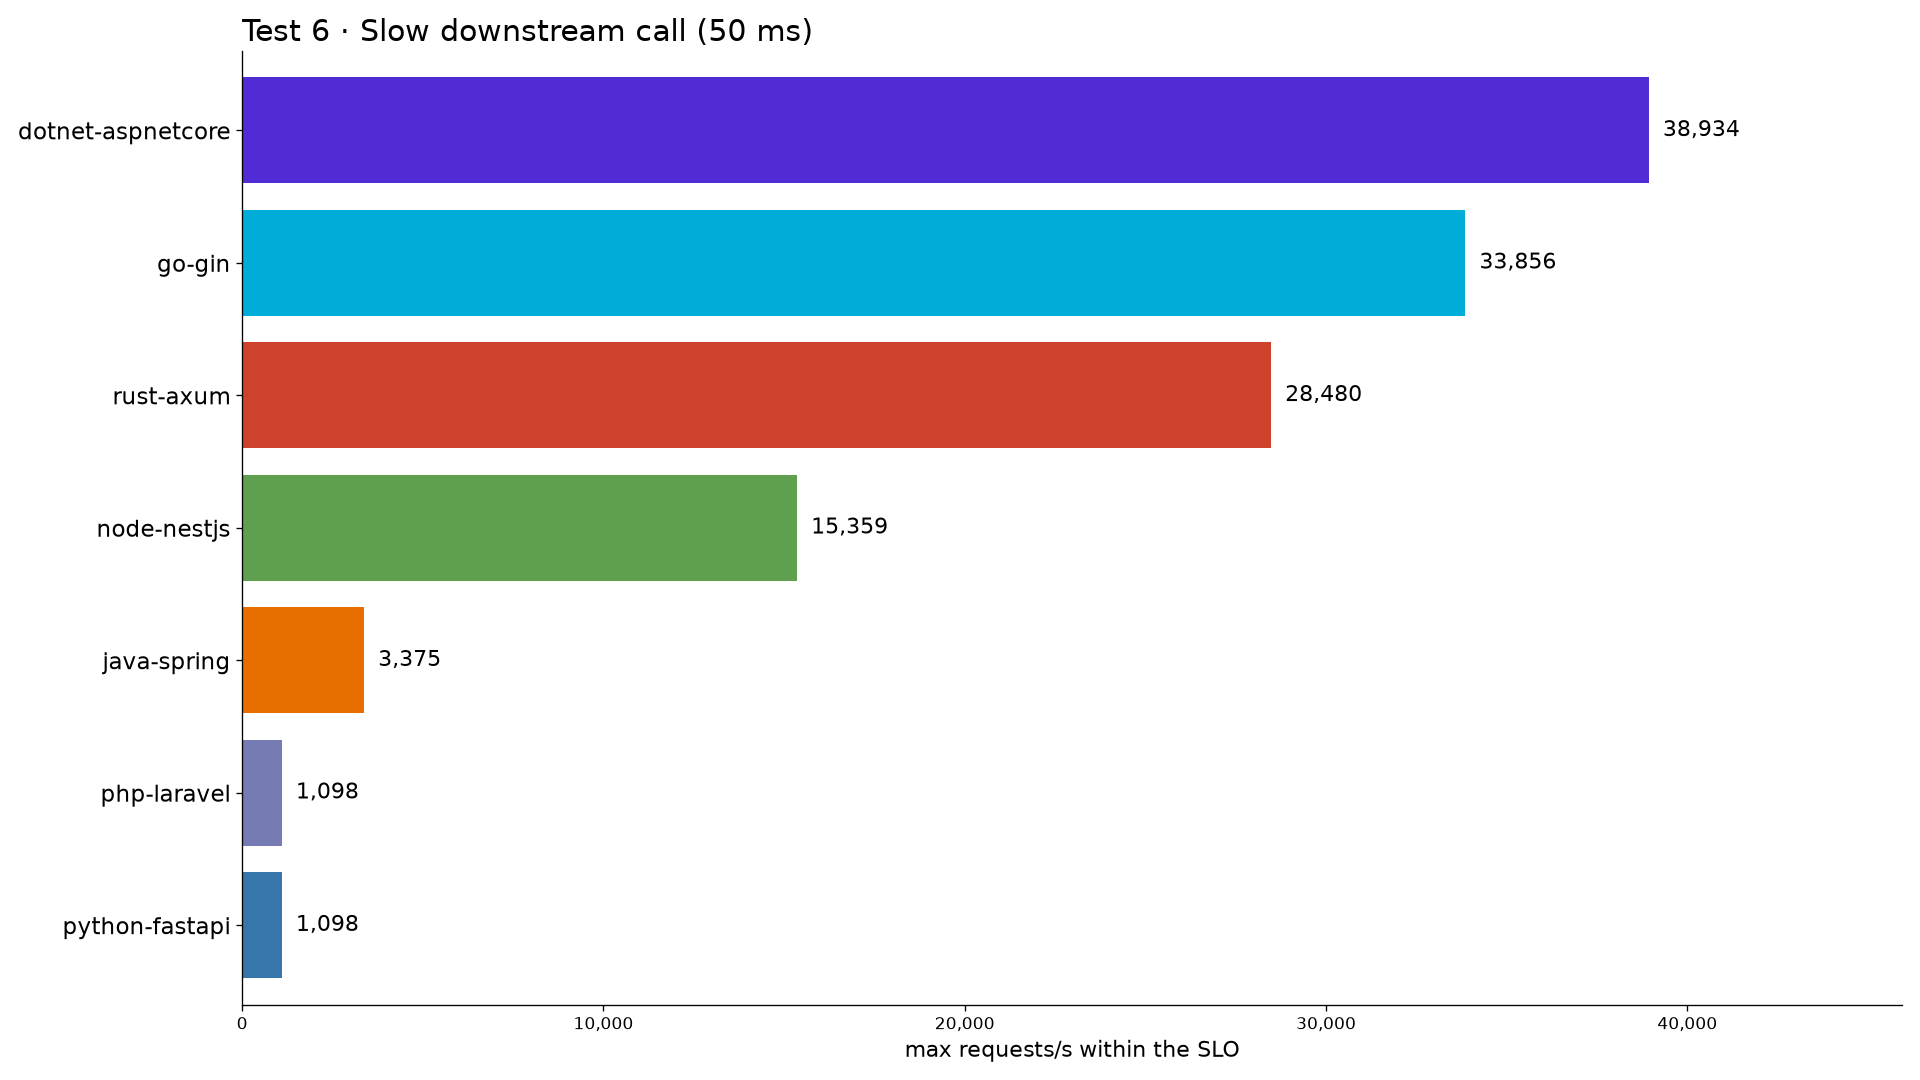 Test 6 · Slow downstream call (50 ms)
dotnet-aspnetcore 38,934
go-gin 33,856
rust-axum 28,480
node-nestjs 15,359
java-spring 3,375
php-laravel 1,098
python-fastapi 1,098
0 10,000 20,000 30,000 40,000
max requests/s within the SLO